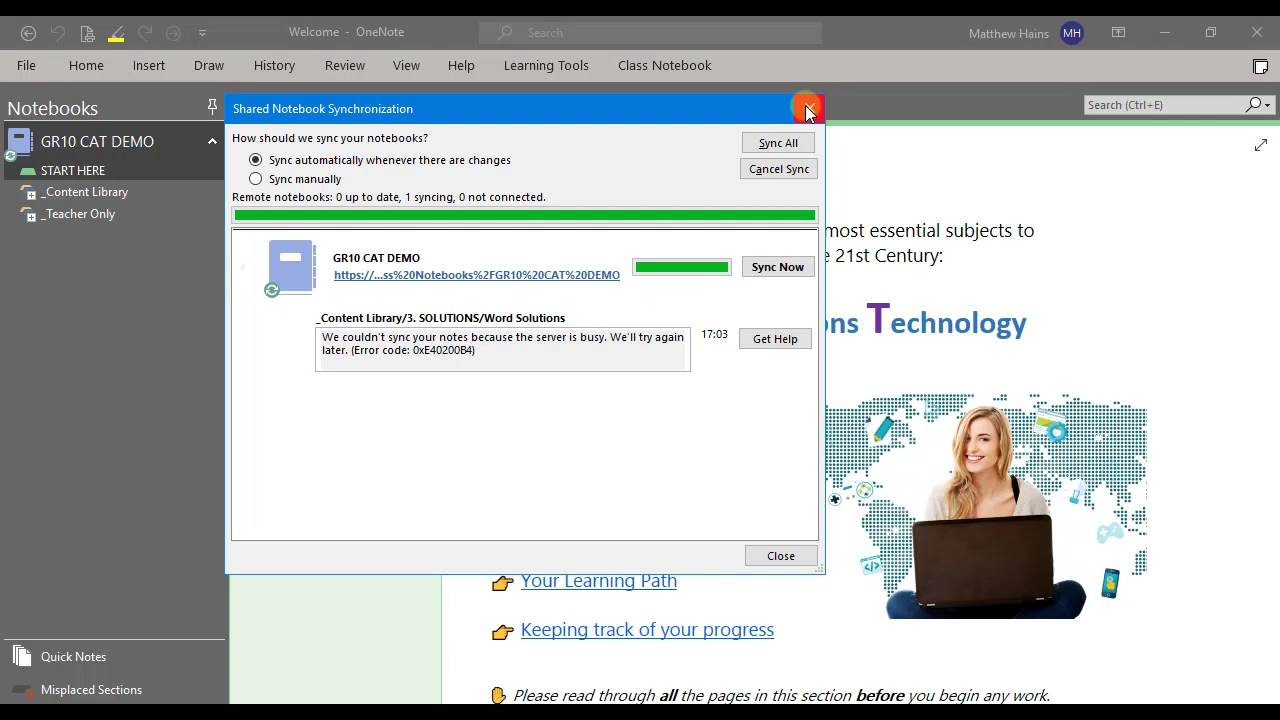 Welcome - OneNote
Search
Matthew Hains
MH
File Home Insert Draw History Review View Help Learning Tools Class Notebook
Notebooks
GR10 CAT DEMO
START HERE
_Content Library
_Teacher Only
Quick Notes
Misplaced Sections
Search (Ctrl+E)
Shared Notebook Synchronization
How should we sync your notebooks?
Sync automatically whenever there are changes
Sync manually
Sync All
Cancel Sync
Remote notebooks: 0 up to date, 1 syncing, 0 not connected.
GR10 CAT DEMO
https://...ss%20Notebooks%2FGR10%20CAT%20DEMO
Sync Now
_Content Library/3. SOLUTIONS/Word Solutions
We couldn't sync your notes because the server is busy. We'll try again
later. (Error code: 0xE40200B4)
17:03
Get Help
Close
most essential subjects to
21st Century:
ons Technology
Your Learning Path
Keeping track of your progress
Please read through all the pages in this section before you begin any work.